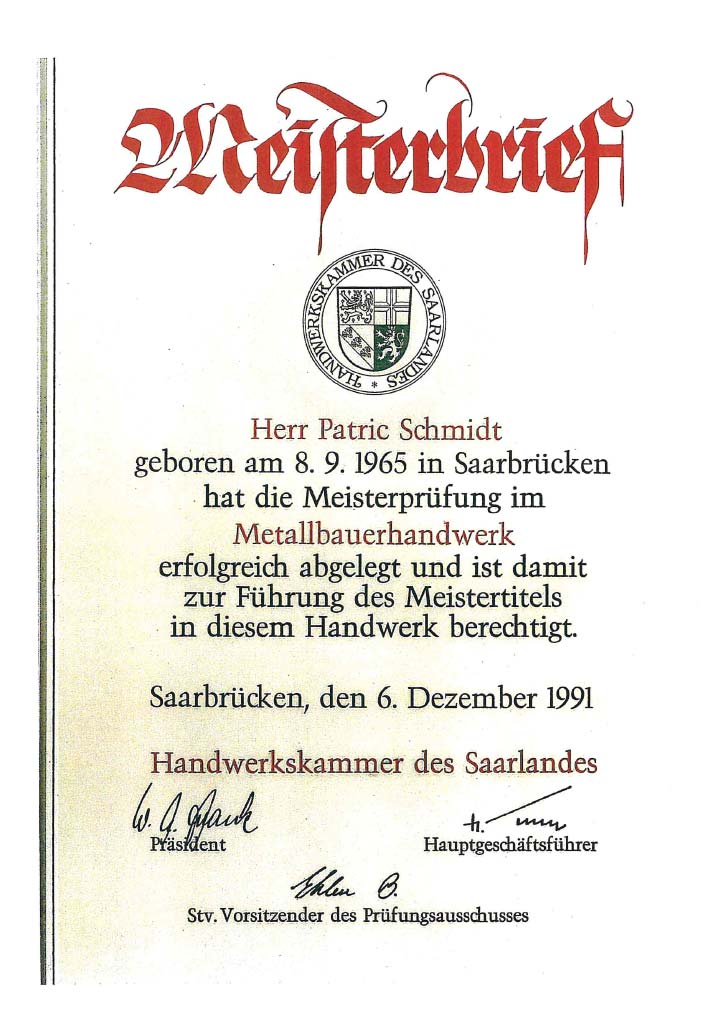 Meisterbrief
HANDWERKSKAMMER DES SAARLANDES *
Herr Patric Schmidt
geboren am 8. 9. 1965 in Saarbrücken
hat die Meisterprüfung im
Metallbauerhandwerk
erfolgreich abgelegt und ist damit
zur Führung des Meistertitels
in diesem Handwerk berechtigt.
Saarbrücken, den 6. Dezember 1991
Handwerkskammer des Saarlandes
W. G.
Präsident
Hauptgeschäftsführer
Stv. Vorsitzender des Prüfungsausschusses